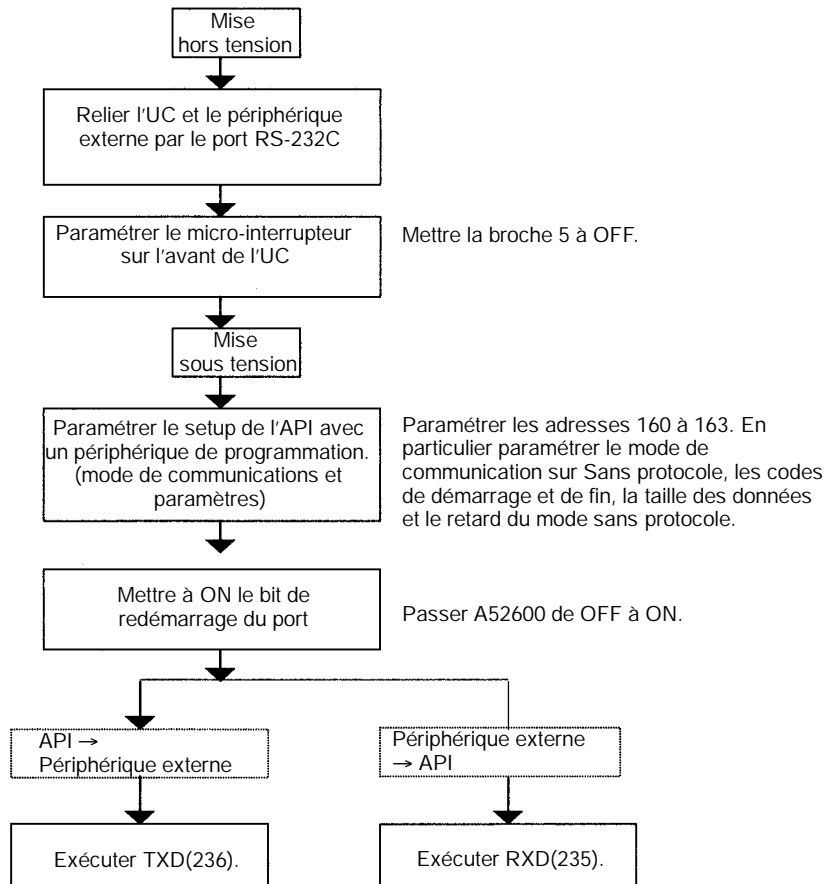 Mise
hors tension
Relier l'UC et le périphérique
externe par le port RS-232C
Paramétrer le micro-interrupteur
sur l'avant de l'UC
Mettre la broche 5 à OFF.
Mise
sous tension
Paramétrer le setup de l'API avec
un périphérique de programmation.
(mode de communications et
paramètres)
Paramétrer les adresses 160 à 163. En
particulier paramétrer le mode de
communication sur Sans protocole, les codes
de démarrage et de fin, la taille des données
et le retard du mode sans protocole.
Mettre à ON le bit de
redémarrage du port
Passer A52600 de OFF à ON.
API →
Périphérique externe
Périphérique externe
→ API
Exécuter TXD(236).
Exécuter RXD(235).